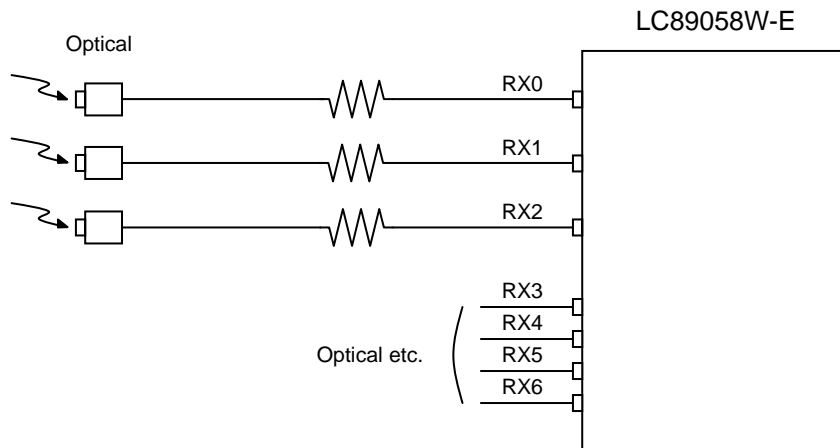 LC89058W-E
Optical
RX0
RX1
RX2
RX3
RX4
Optical etc.
RX5
RX6